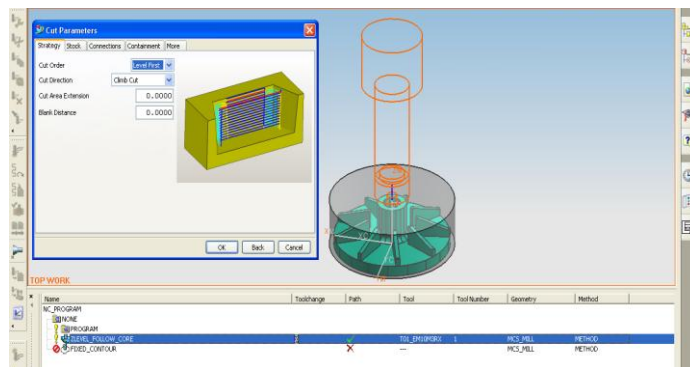 Cut Parameters
Strategy Stock Connections Containment More
Cut Order Level First
Cut Direction Climb Cut
Cut Area Extension 0.0000
Blank Distance 0.0000
OK Back Cancel
TOP WORK
Name Toolchange Path Tool Tool Number Geometry Method
NC_PROGRAM
NONE
PROGRAM
ZLEVEL_FOLLOW_CORE T01_EM10M5RX 1 MCS_MILL METHOD
FIXED_CONTOUR --- MCS_MILL METHOD